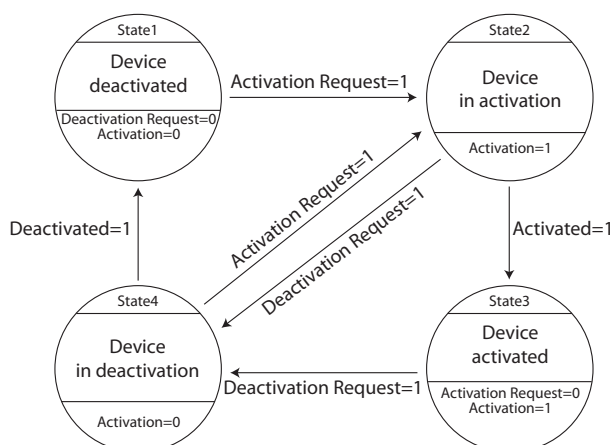 State1
Device
deactivated
Deactivation Request=0
Activation=0
Activation Request=1
State2
Device
in activation
Activation=1
Activation Request=1
Deactivation Request=1
Deactivated=1
Activated=1
State4
Device
in deactivation
Activation=0
Deactivation Request=1
State3
Device
activated
Activation Request=0
Activation=1